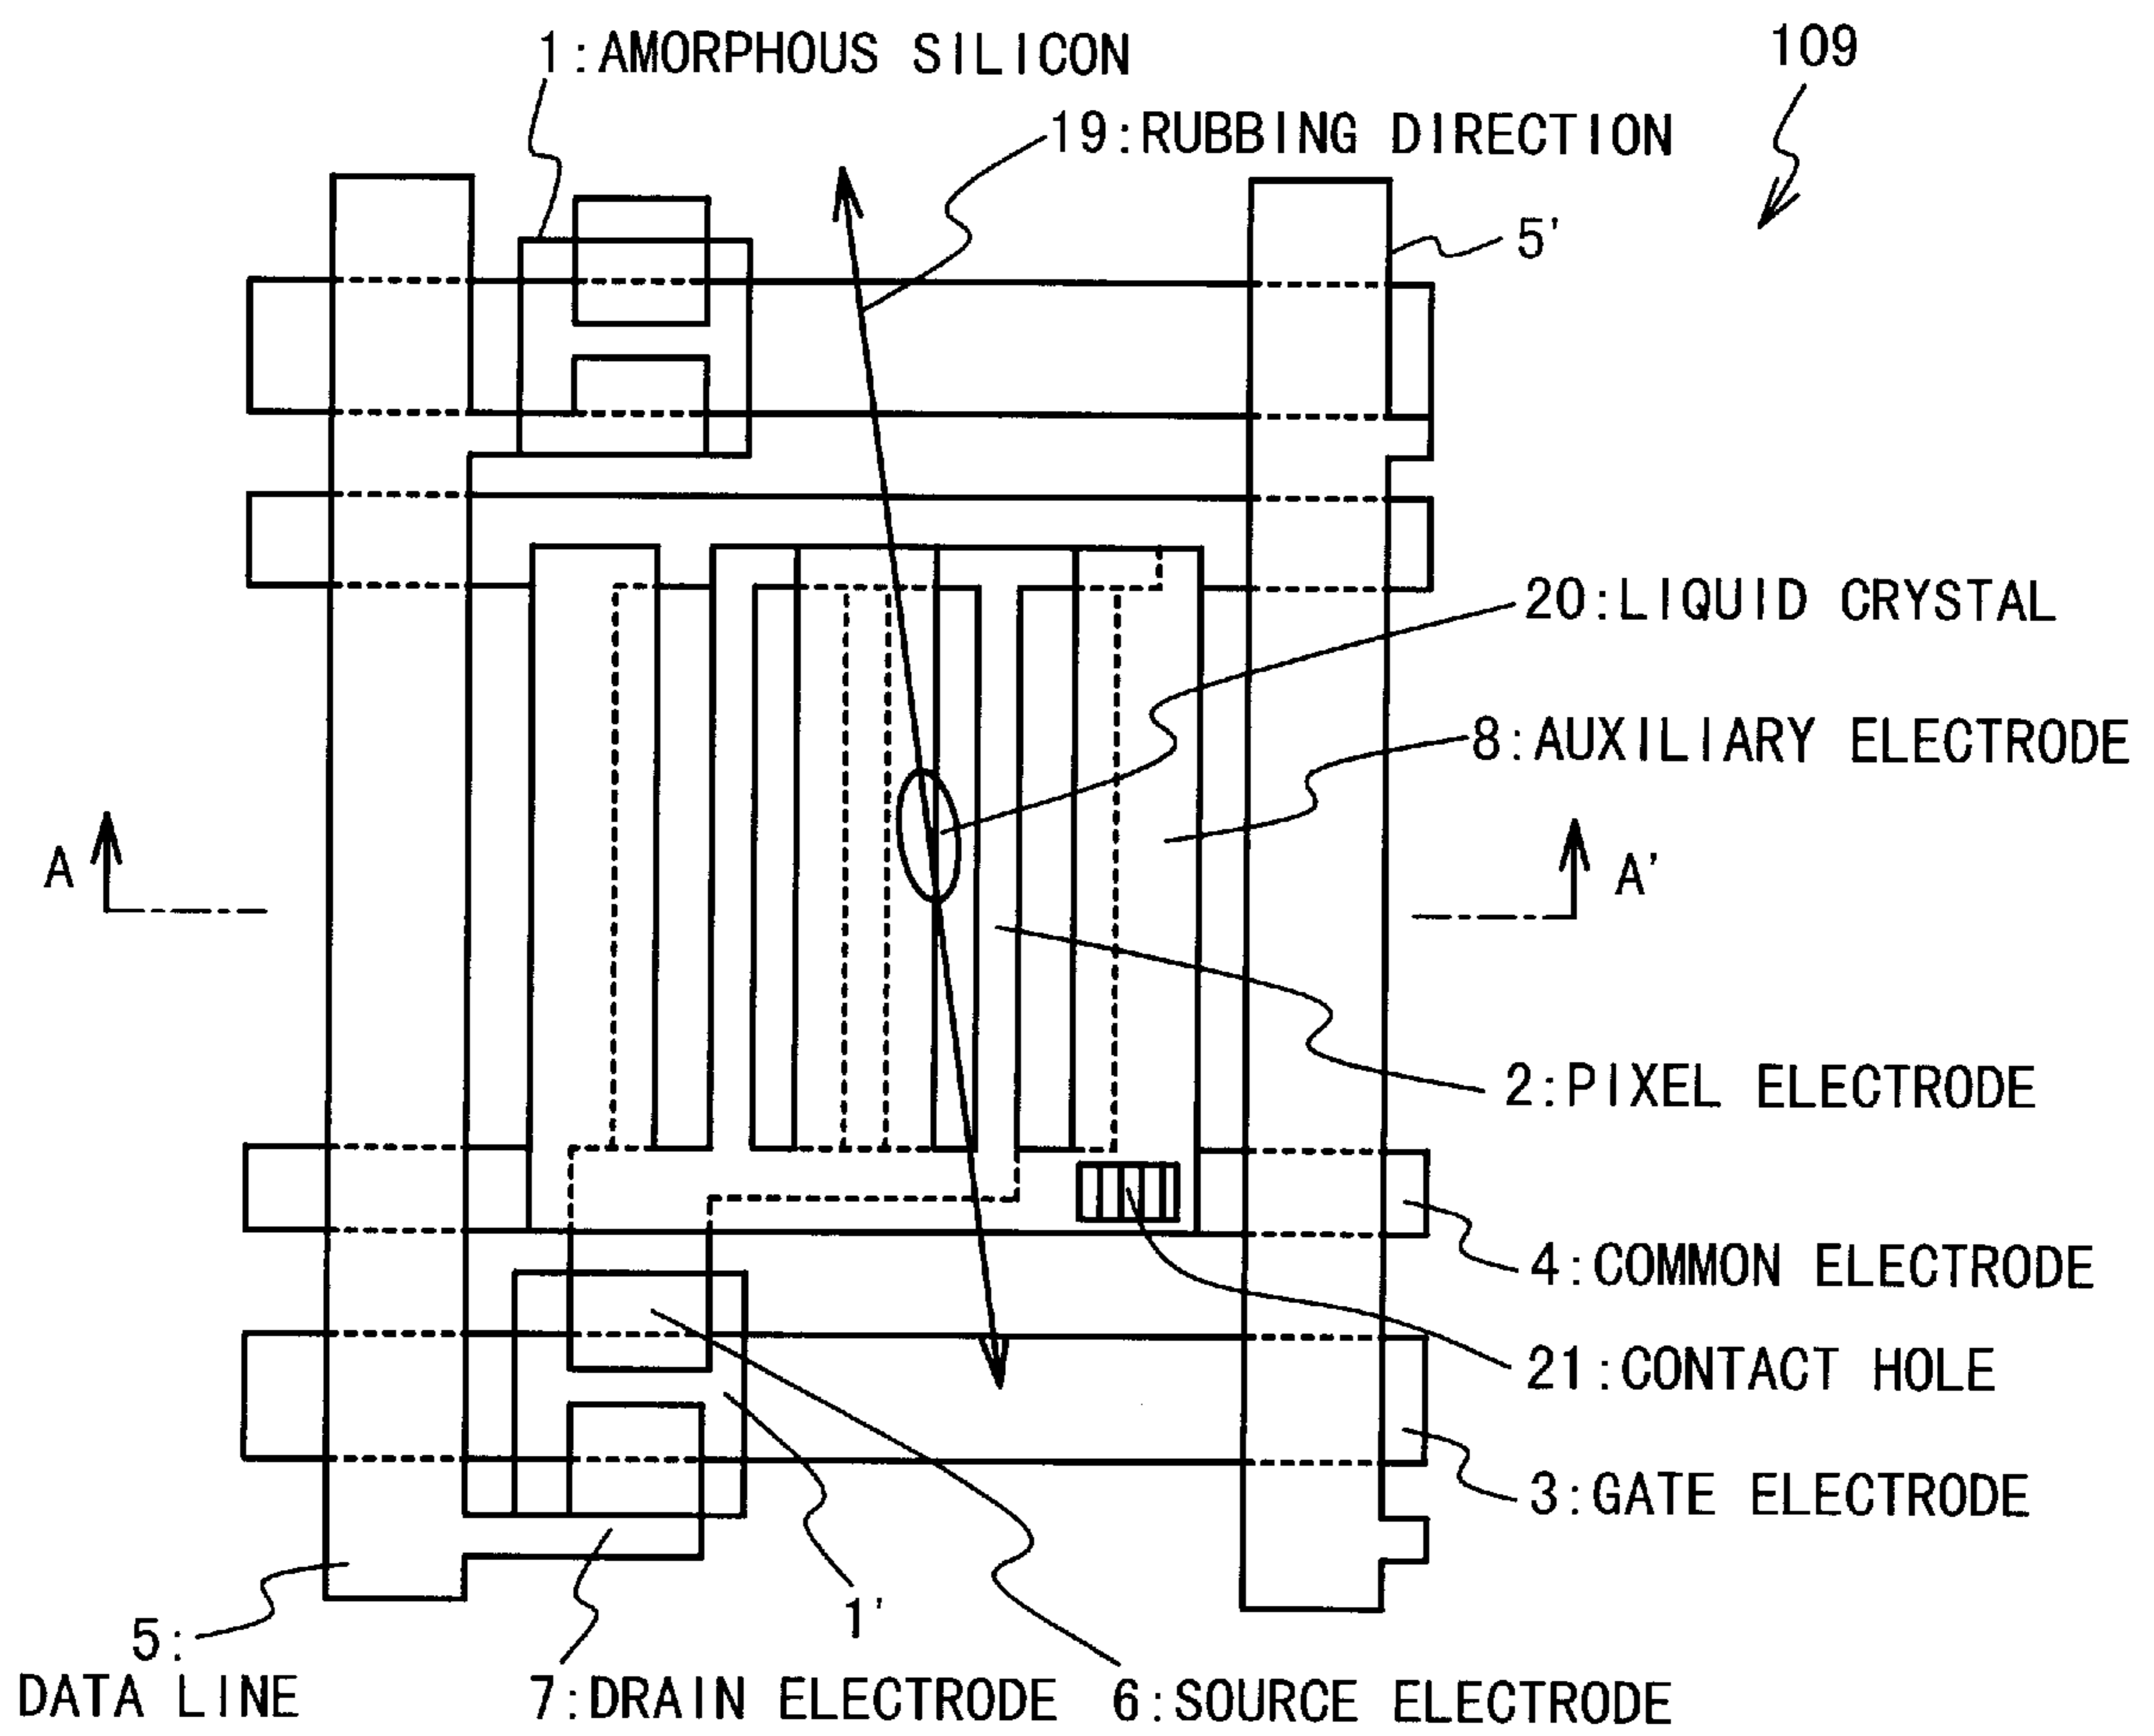 1:AMORPHOUS SILICON
109
19:RUBBING DIRECTION
5'
20:LIQUID CRYSTAL
8:AUXILIARY ELECTRODE
A
A'
2:PIXEL ELECTRODE
4:COMMON ELECTRODE
21:CONTACT HOLE
3:GATE ELECTRODE
1'
5:
DATA LINE
7:DRAIN ELECTRODE
6:SOURCE ELECTRODE